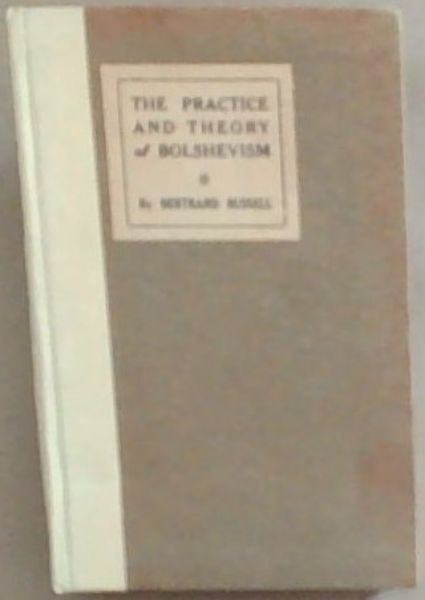 THE PRACTICE
AND THEORY
of BOLSHEVISM
By BERTRAND RUSSELL